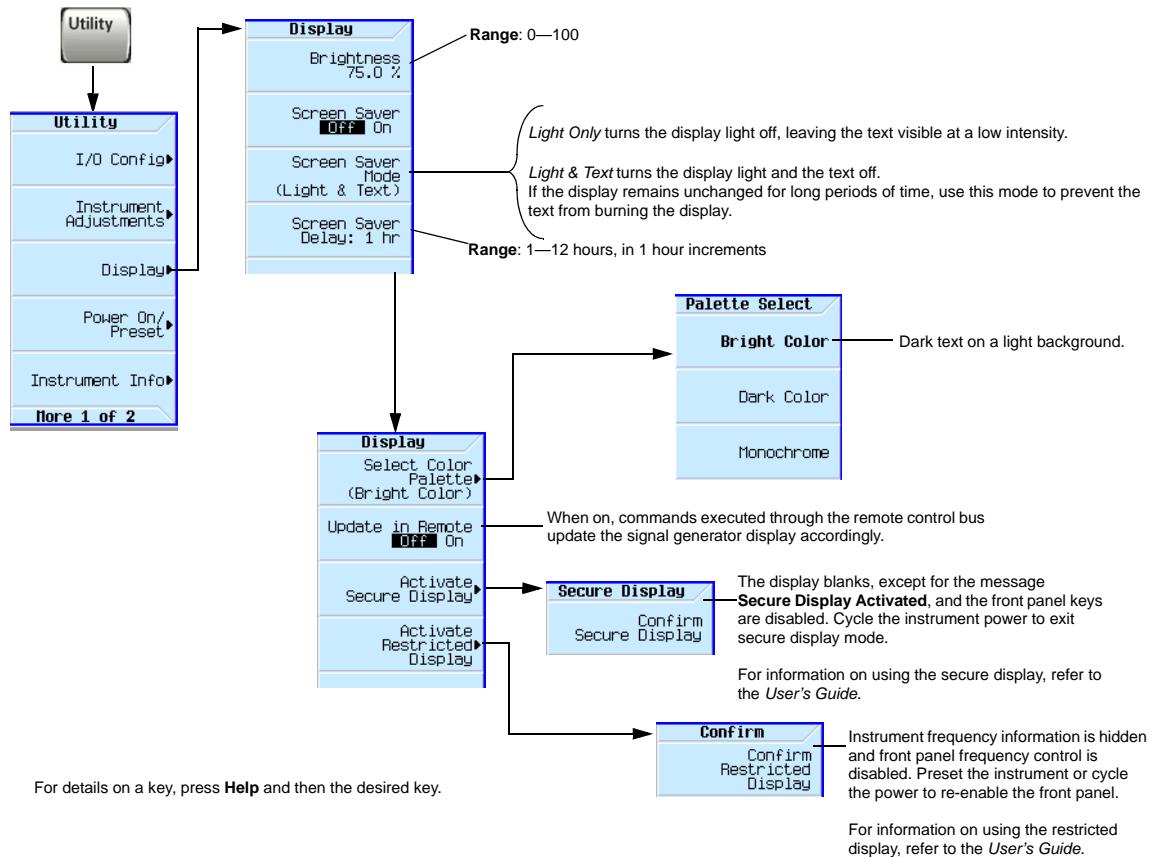 Utility
Utility
I/O Config
Instrument
Adjustments
Display
Power On/
Preset
Instrument Info
More 1 of 2
Display
Brightness
75.0 %
Screen Saver
Off On
Screen Saver
Mode
(Light & Text)
Screen Saver
Delay: 1 hr
Range: 0—100
Light Only turns the display light off, leaving the text visible at a low intensity.
Light & Text turns the display light and the text off.
If the display remains unchanged for long periods of time, use this mode to prevent the
text from burning the display.
Range: 1—12 hours, in 1 hour increments
Display
Select Color
Palette
(Bright Color)
Update in Remote
Off On
Activate
Secure Display
Activate
Restricted
Display
Palette Select
Bright Color
Dark Color
Monochrome
Dark text on a light background.
When on, commands executed through the remote control bus
update the signal generator display accordingly.
Secure Display
Confirm
Secure Display
The display blanks, except for the message
Secure Display Activated, and the front panel keys
are disabled. Cycle the instrument power to exit
secure display mode.
For information on using the secure display, refer to
the User's Guide.
Confirm
Confirm
Restricted
Display
Instrument frequency information is hidden
and front panel frequency control is
disabled. Preset the instrument or cycle
the power to re-enable the front panel.
For information on using the restricted
display, refer to the User's Guide.
For details on a key, press Help and then the desired key.